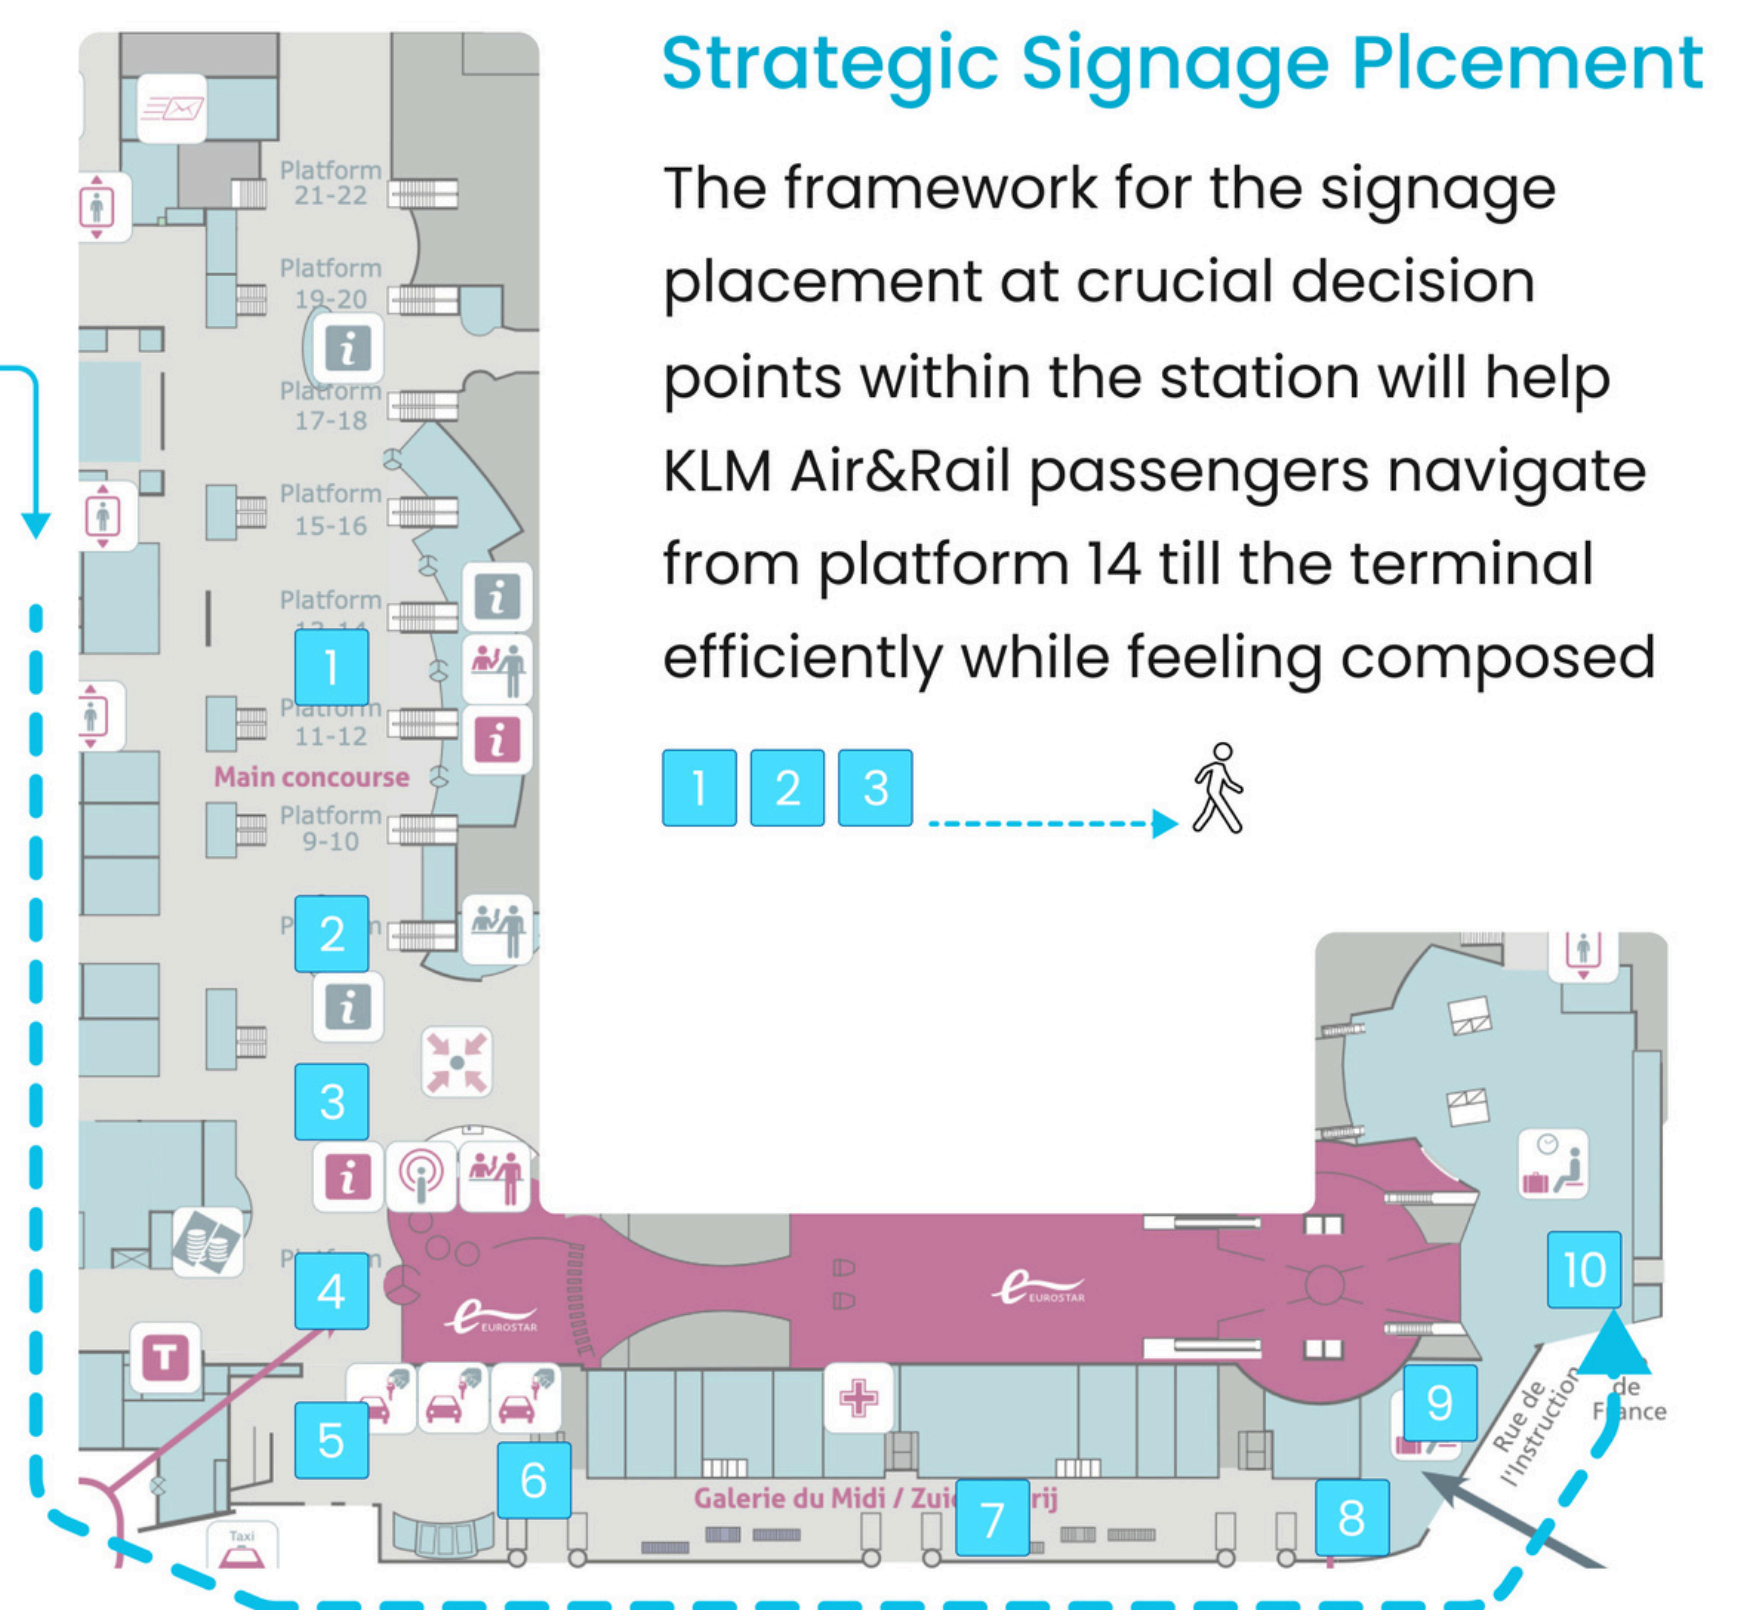 Strategic Signage Plcement
The framework for the signage
placement at crucial decision
points within the station will help
KLM Air&Rail passengers navigate
from platform 14 till the terminal
efficiently while feeling composed
1 2 3
Platform
21-22
Platform
19-20
i
Platform
17-18
Platform
15-16
Platform
i
1
Platform
11-12
i
Main concourse
Platform
9-10
2
i
3
i
4
T
e EUROSTAR
e EUROSTAR
5
6
Galerie du Midi /
7
8
9
10
Rue de
l'Instruction
de
France
Taxi